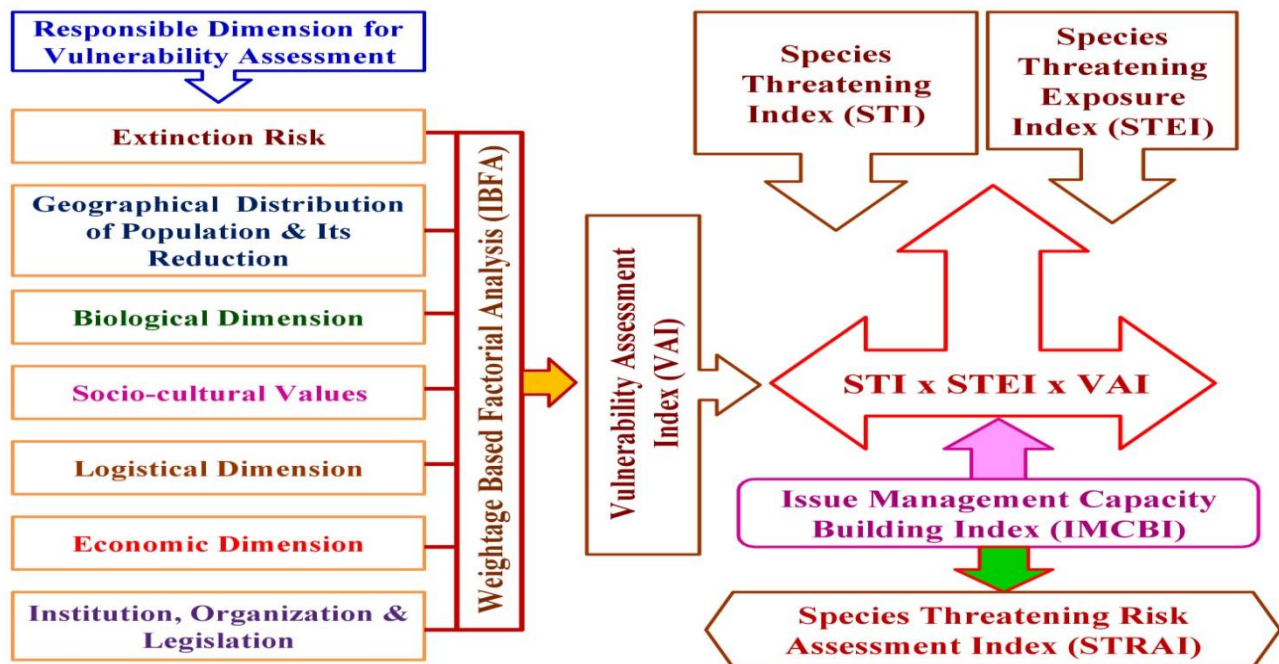 Responsible Dimension for
Vulnerability Assessment
Extinction Risk
Geographical Distribution
of Population & Its
Reduction
Biological Dimension
Socio-cultural Values
Logistical Dimension
Economic Dimension
Institution, Organization &
Legislation
Weightage Based Factorial Analysis (IBFA)
Vulnerability Assessment
Index (VAI)
Species
Threatening
Index (STI)
Species
Threatening
Exposure
Index (STEI)
STI x STEI x VAI
Issue Management Capacity
Building Index (IMCBI)
Species Threatening Risk
Assessment Index (STRAI)